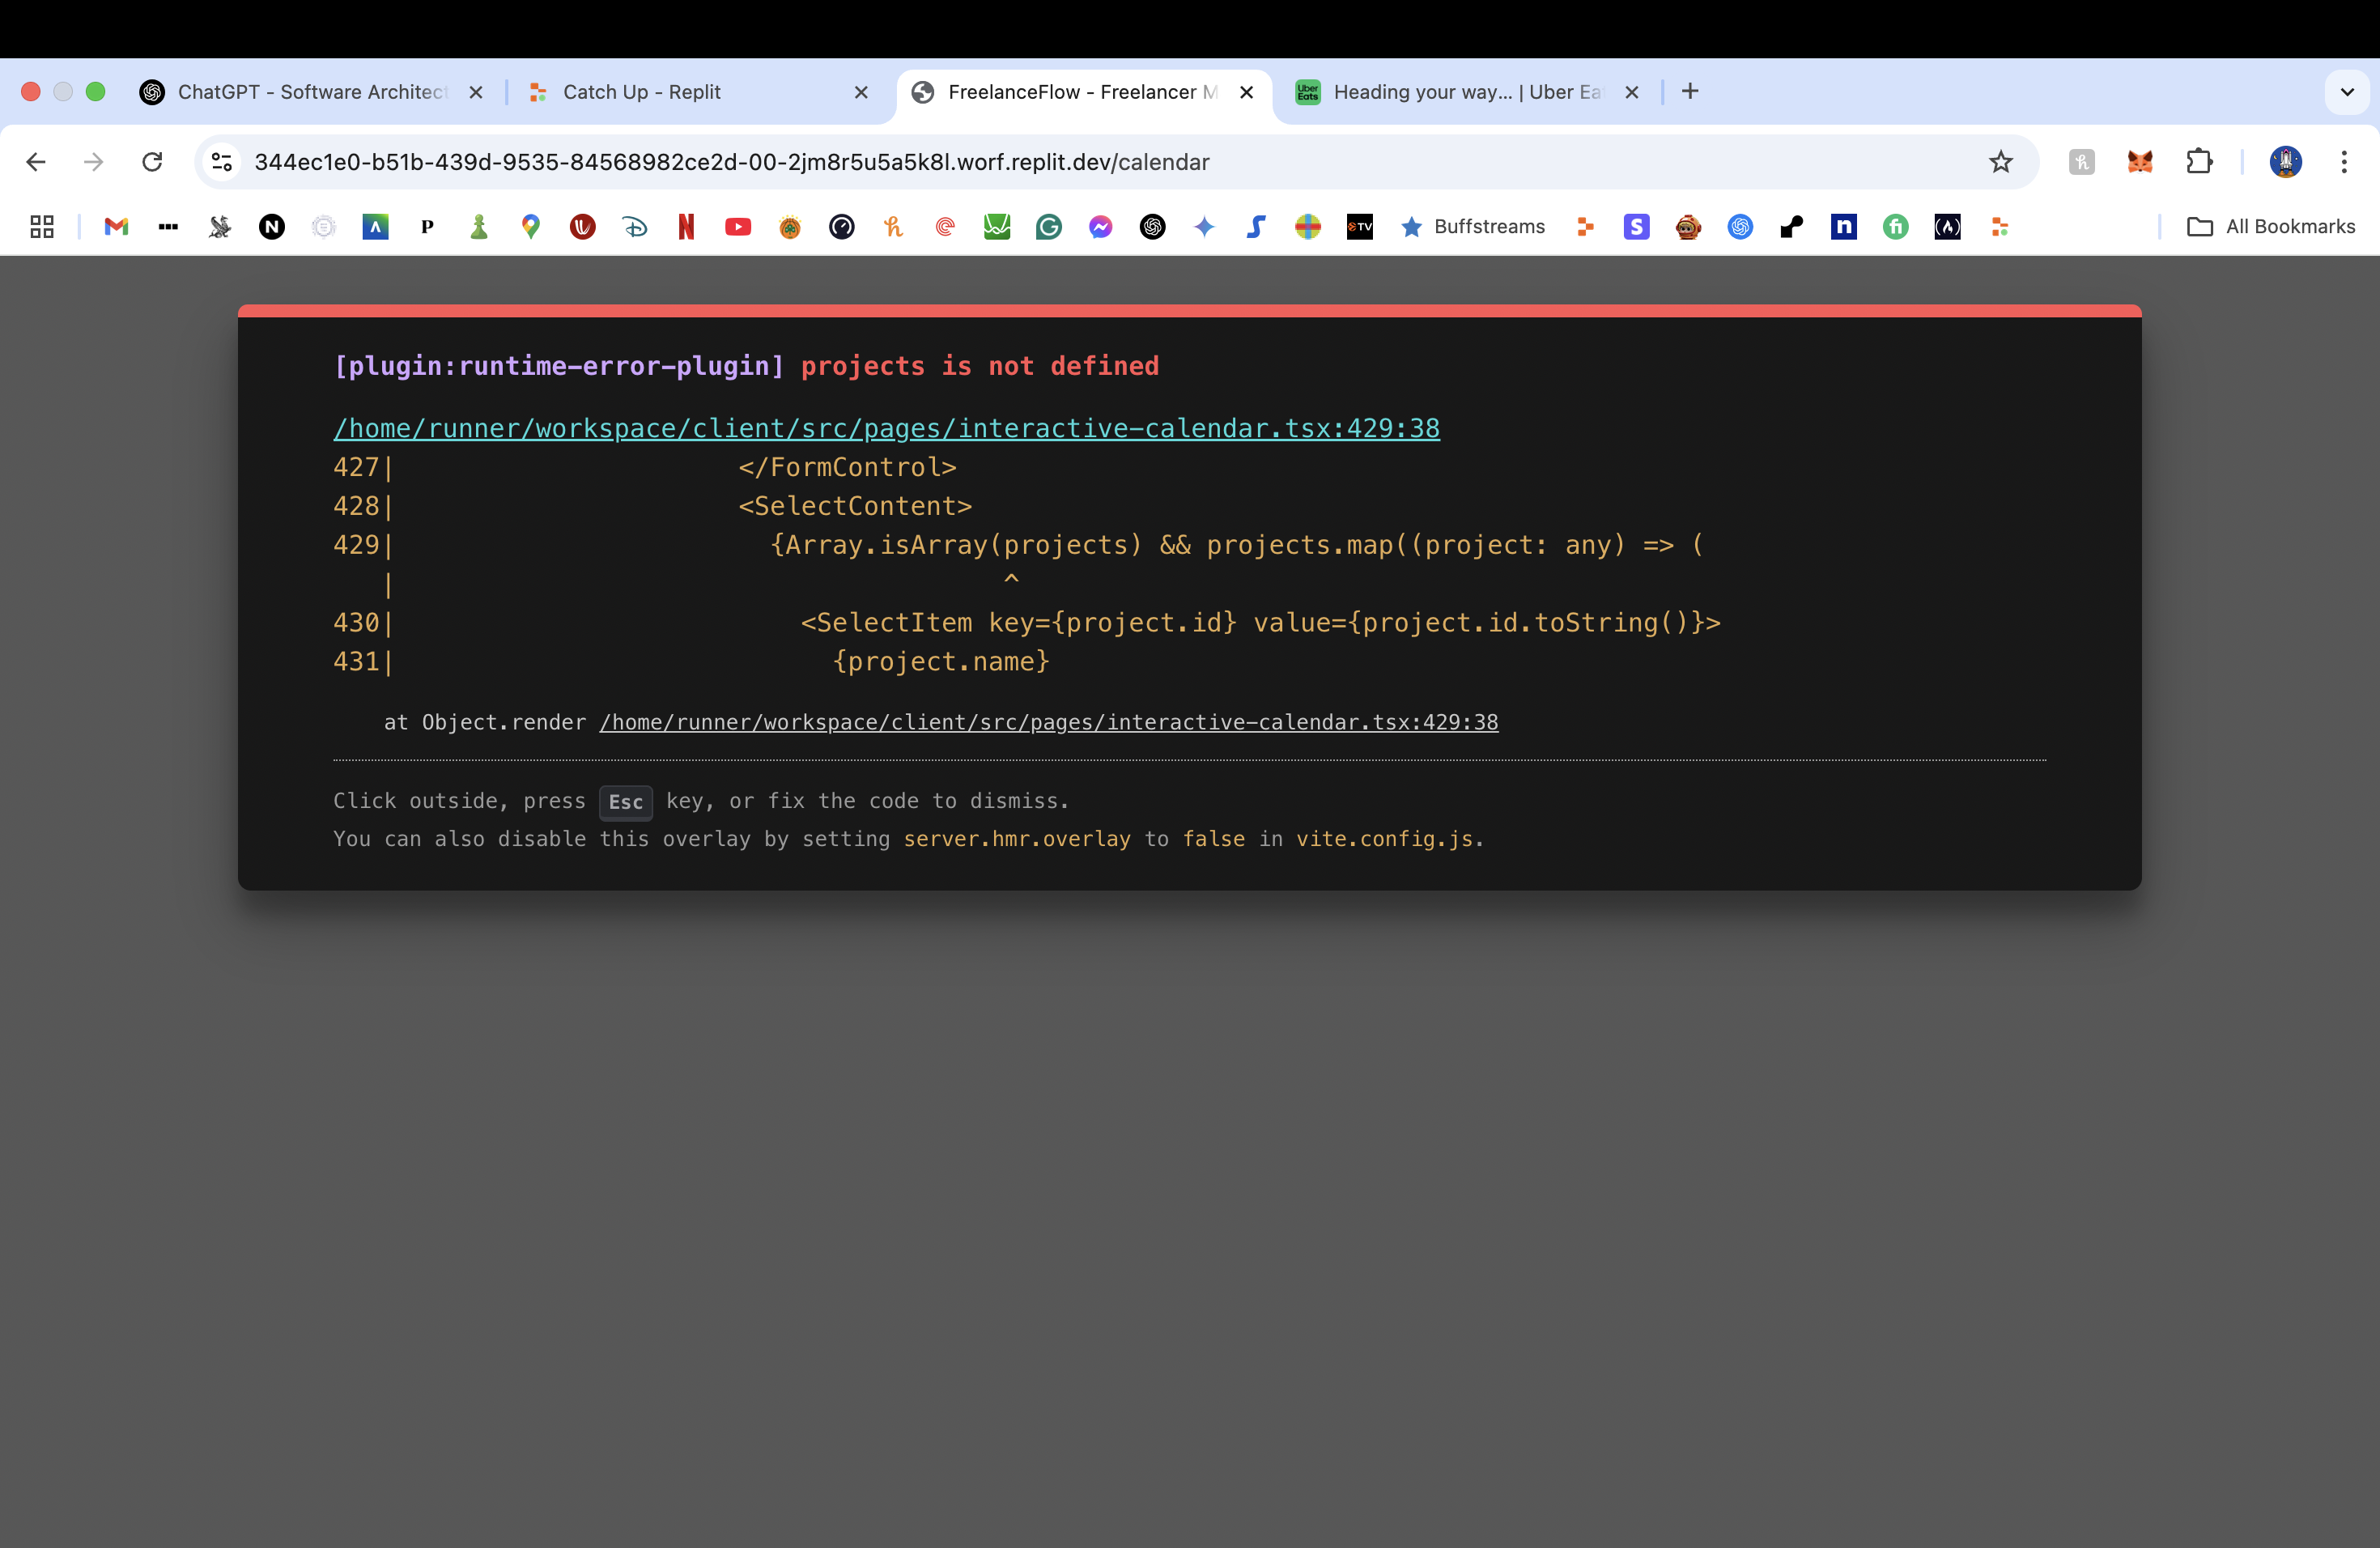 ChatGPT - Software Architect
Catch Up - Replit
FreelanceFlow - Freelancer M
Uber Eats
Heading your way... | Uber Ea
344ec1e0-b51b-439d-9535-84568982ce2d-00-2jm8r5u5a5k8l.worf.replit.dev/calendar
Buffstreams
All Bookmarks
[plugin:runtime-error-plugin] projects is not defined
/home/runner/workspace/client/src/pages/interactive-calendar.tsx:429:38
427|                      </FormControl>
428|                      <SelectContent>
429|                        {Array.isArray(projects) && projects.map((project: any) => (
   |                                       ^
430|                          <SelectItem key={project.id} value={project.id.toString()}>
431|                            {project.name}
at Object.render /home/runner/workspace/client/src/pages/interactive-calendar.tsx:429:38
Click outside, press Esc key, or fix the code to dismiss.
You can also disable this overlay by setting server.hmr.overlay to false in vite.config.js.